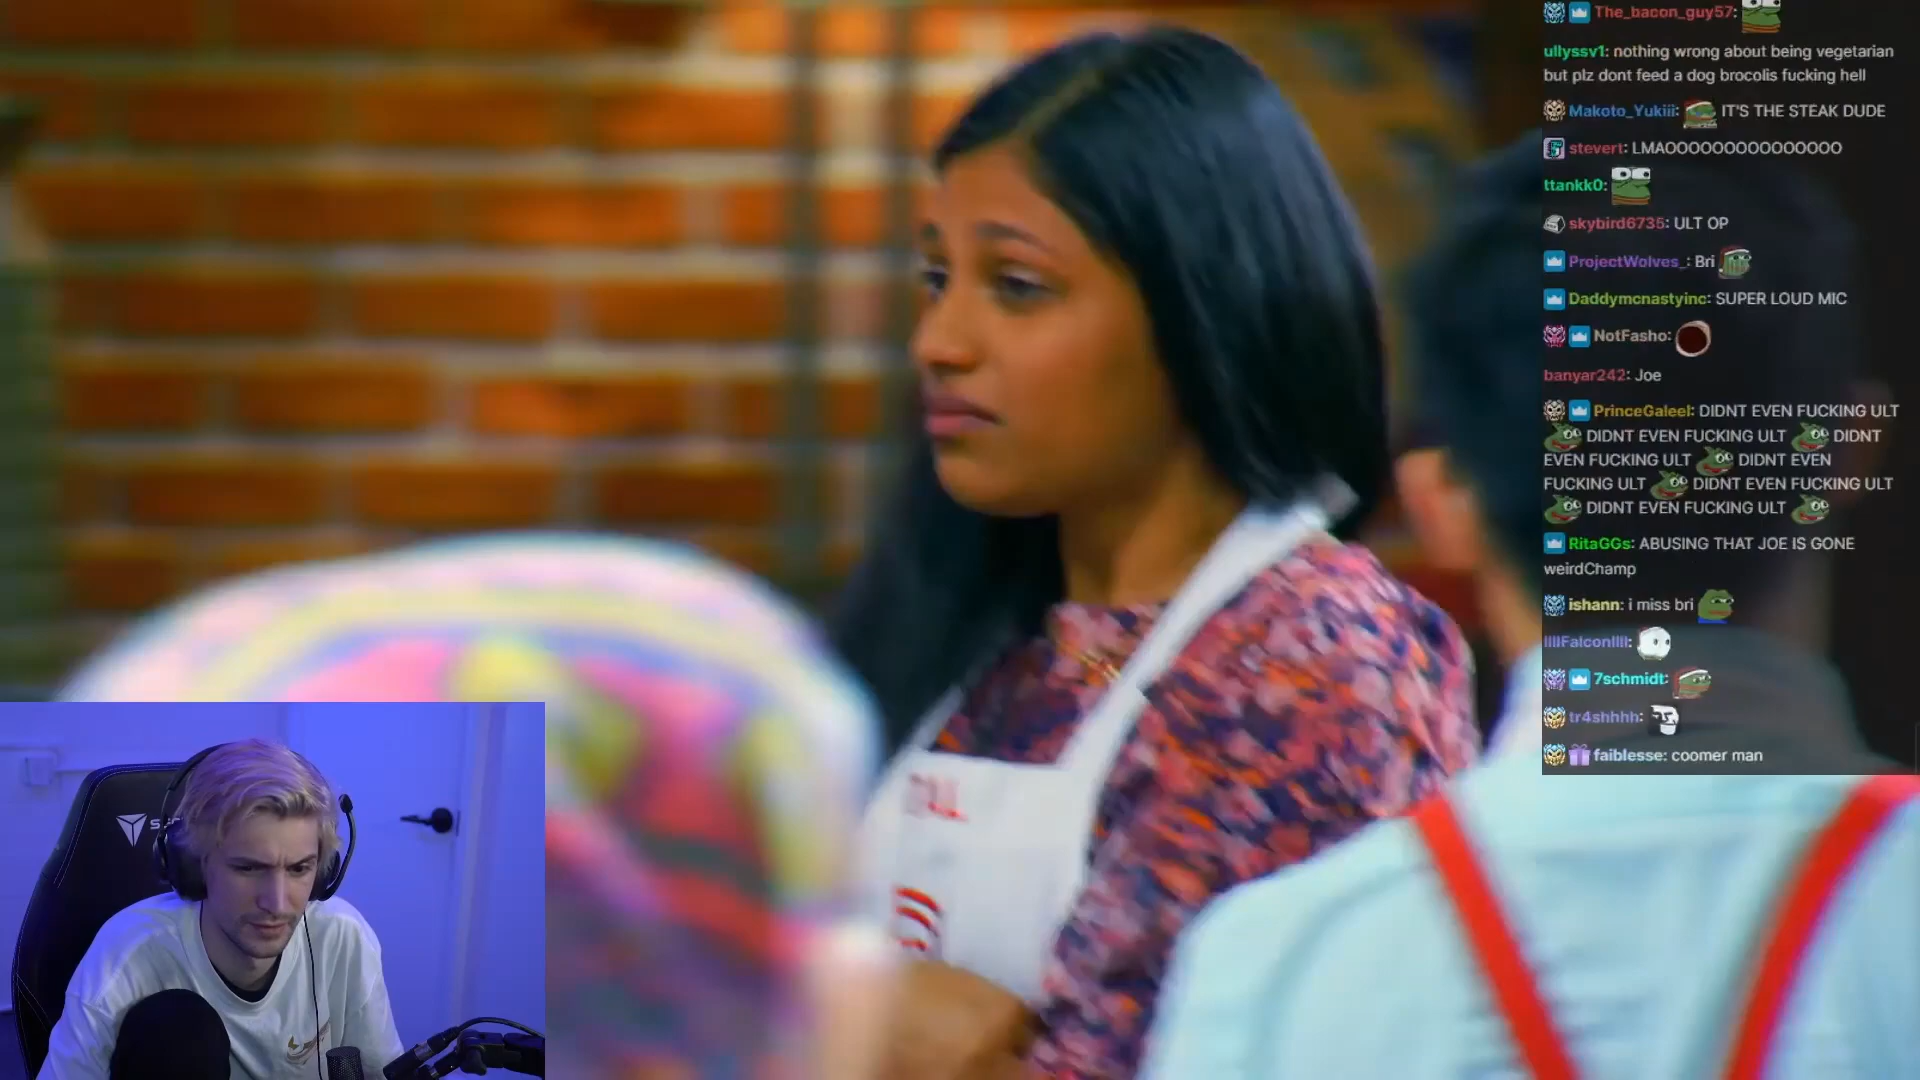 The_bacon_guy57:
ullyssv1: nothing wrong about being vegetarian
but plz dont feed a dog brocolis fucking hell
Makoto_Yukiii: IT'S THE STEAK DUDE
stevert: LMAOOOOOOOOOOOOOOO
ttankk0:
skybird6735: ULT OP
ProjectWolves_: Bri
Daddymcnastyinc: SUPER LOUD MIC
NotFasho:
banyar242: Joe
PrinceGaleel: DIDNT EVEN FUCKING ULT
DIDNT EVEN FUCKING ULT DIDNT
EVEN FUCKING ULT DIDNT EVEN
FUCKING ULT DIDNT EVEN FUCKING ULT
DIDNT EVEN FUCKING ULT
RitaGGs: ABUSING THAT JOE IS GONE
weirdChamp
ishann: i miss bri
IllIFalconIllI:
7schmidt:
tr4shhhh:
faiblesse: coomer man